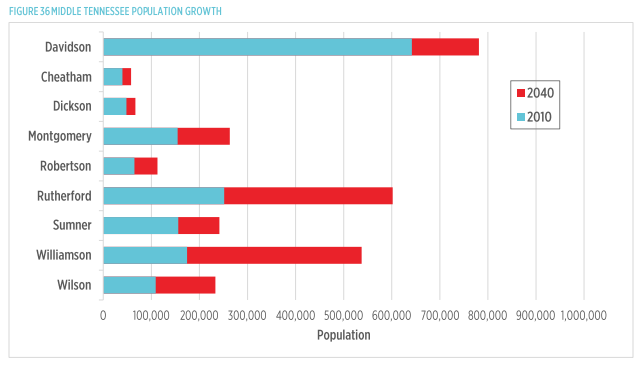 FIGURE 36 MIDDLE TENNESSEE POPULATION GROWTH
Davidson
Cheatham
Dickson
Montgomery
Robertson
Rutherford
Sumner
Williamson
Wilson
2040
2010
0 100,000 200,000 300,000 400,000 500,000 600,000 700,000 800,000 900,000 1,000,000
Population